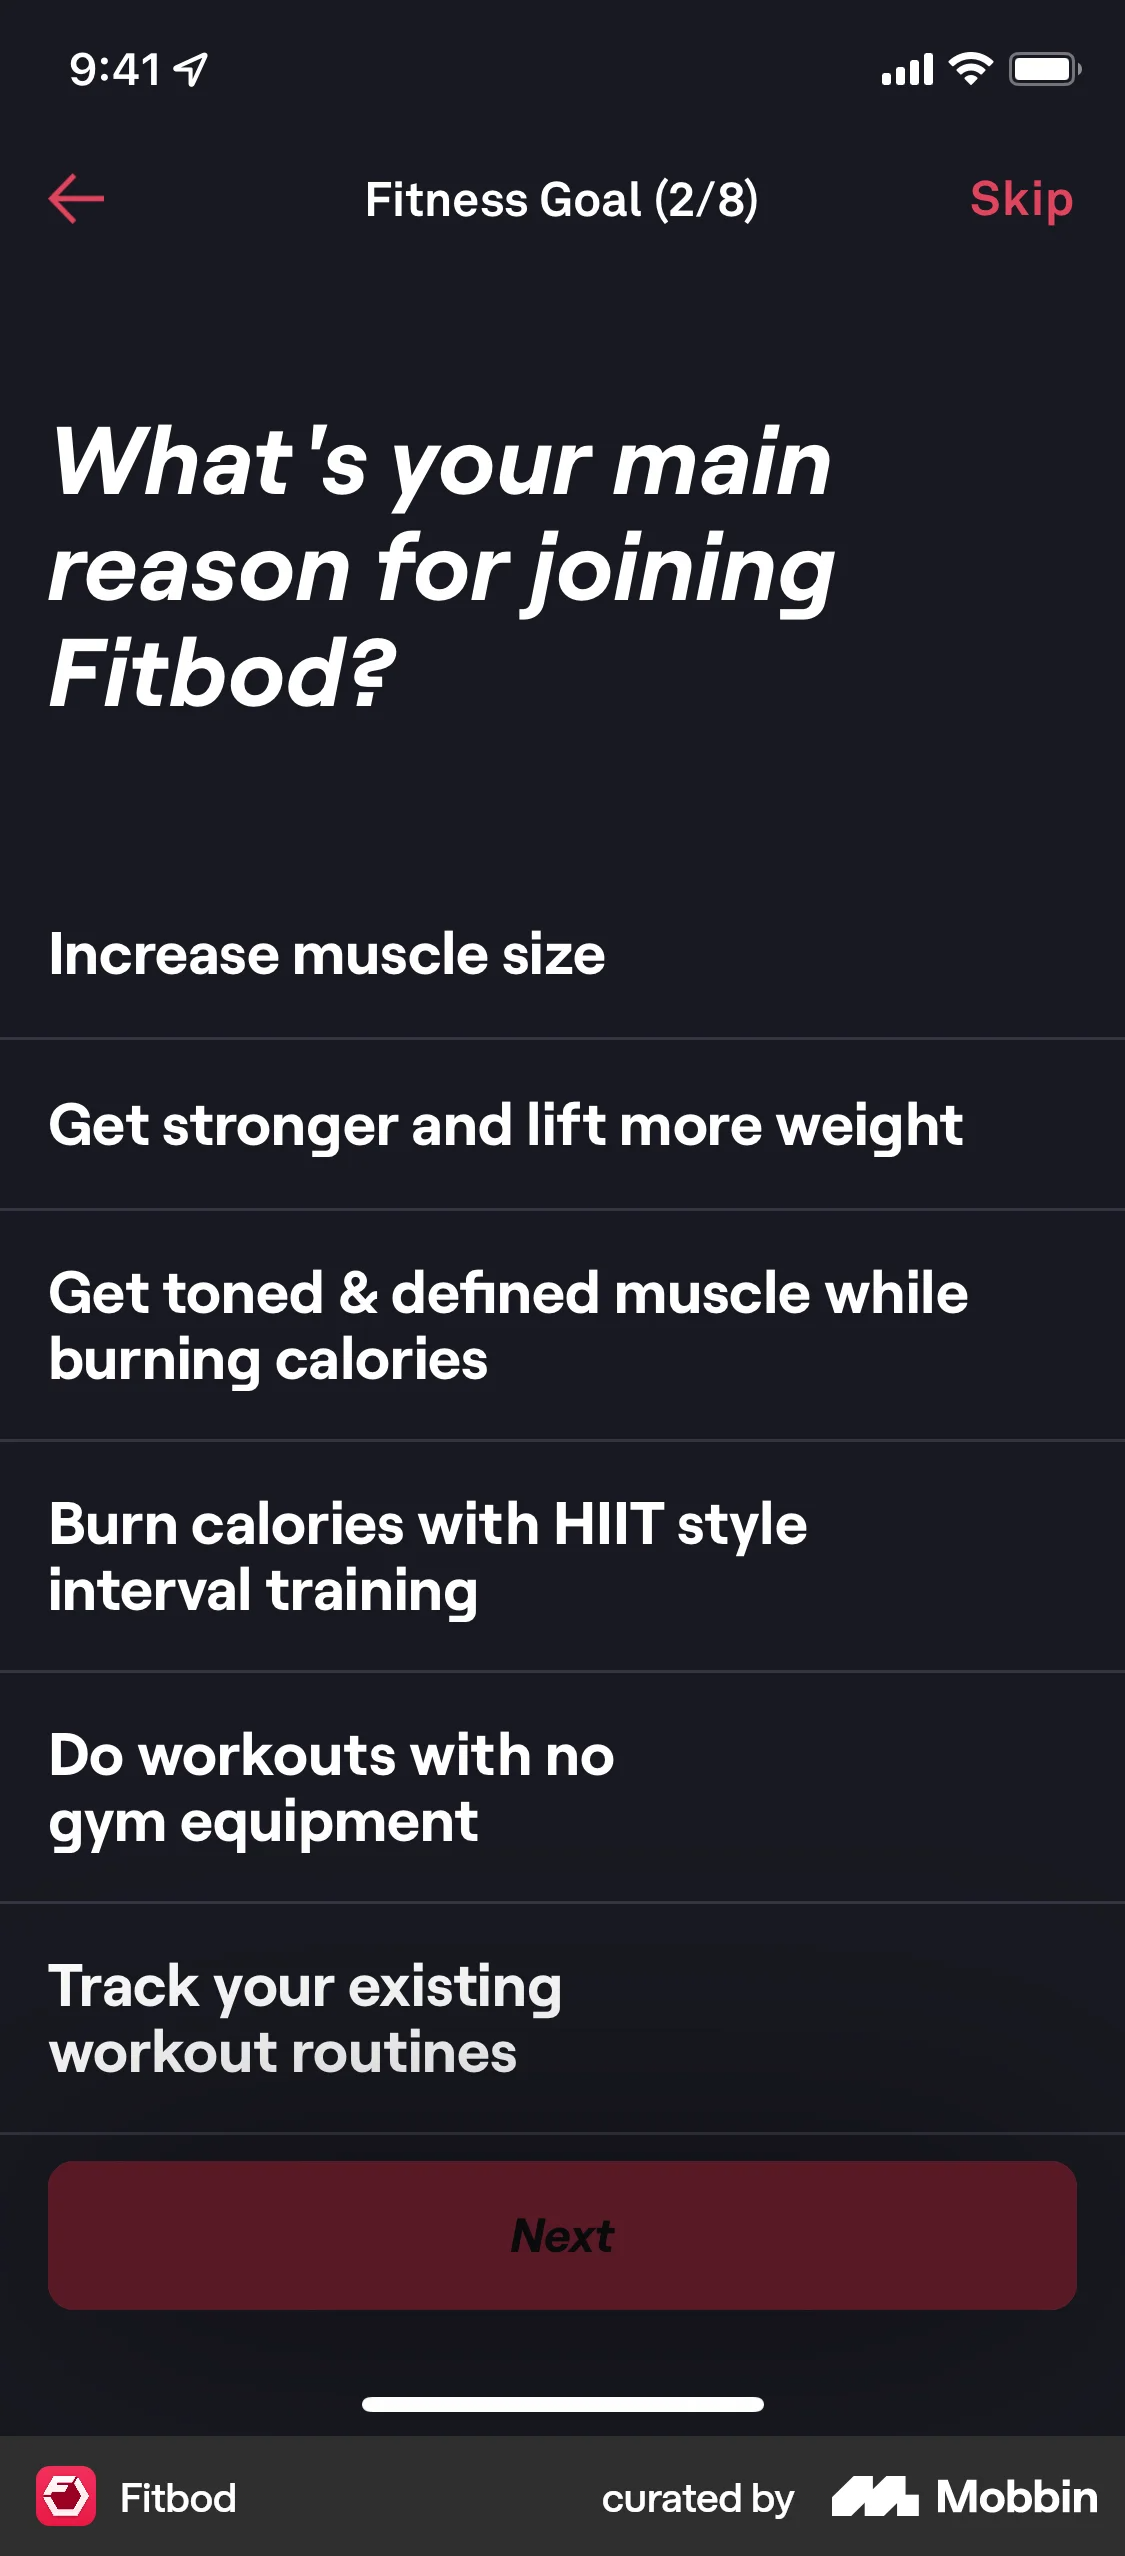 9:41
Fitness Goal (2/8)
Skip
What's your main
reason for joining
Fitbod?
Increase muscle size
Get stronger and lift more weight
Get toned & defined muscle while
burning calories
Burn calories with HIIT style
interval training
Do workouts with no
gym equipment
Track your existing
workout routines
Next
Fitbod
curated by Mobbin